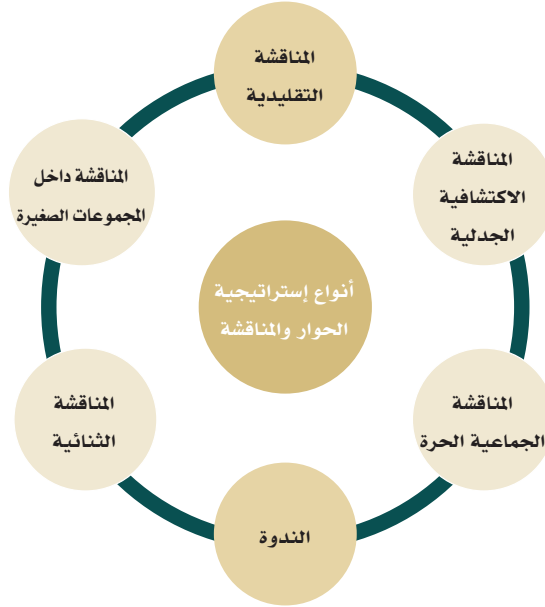 المناقشة
التقليدية
المناقشة
الاكتشافية
الجدلية
المناقشة داخل
المجموعات الصغيرة
أنواع إستراتيجية
الحوار والمناقشة
المناقشة
الجماعية الحرة
المناقشة
الثنائية
الندوة